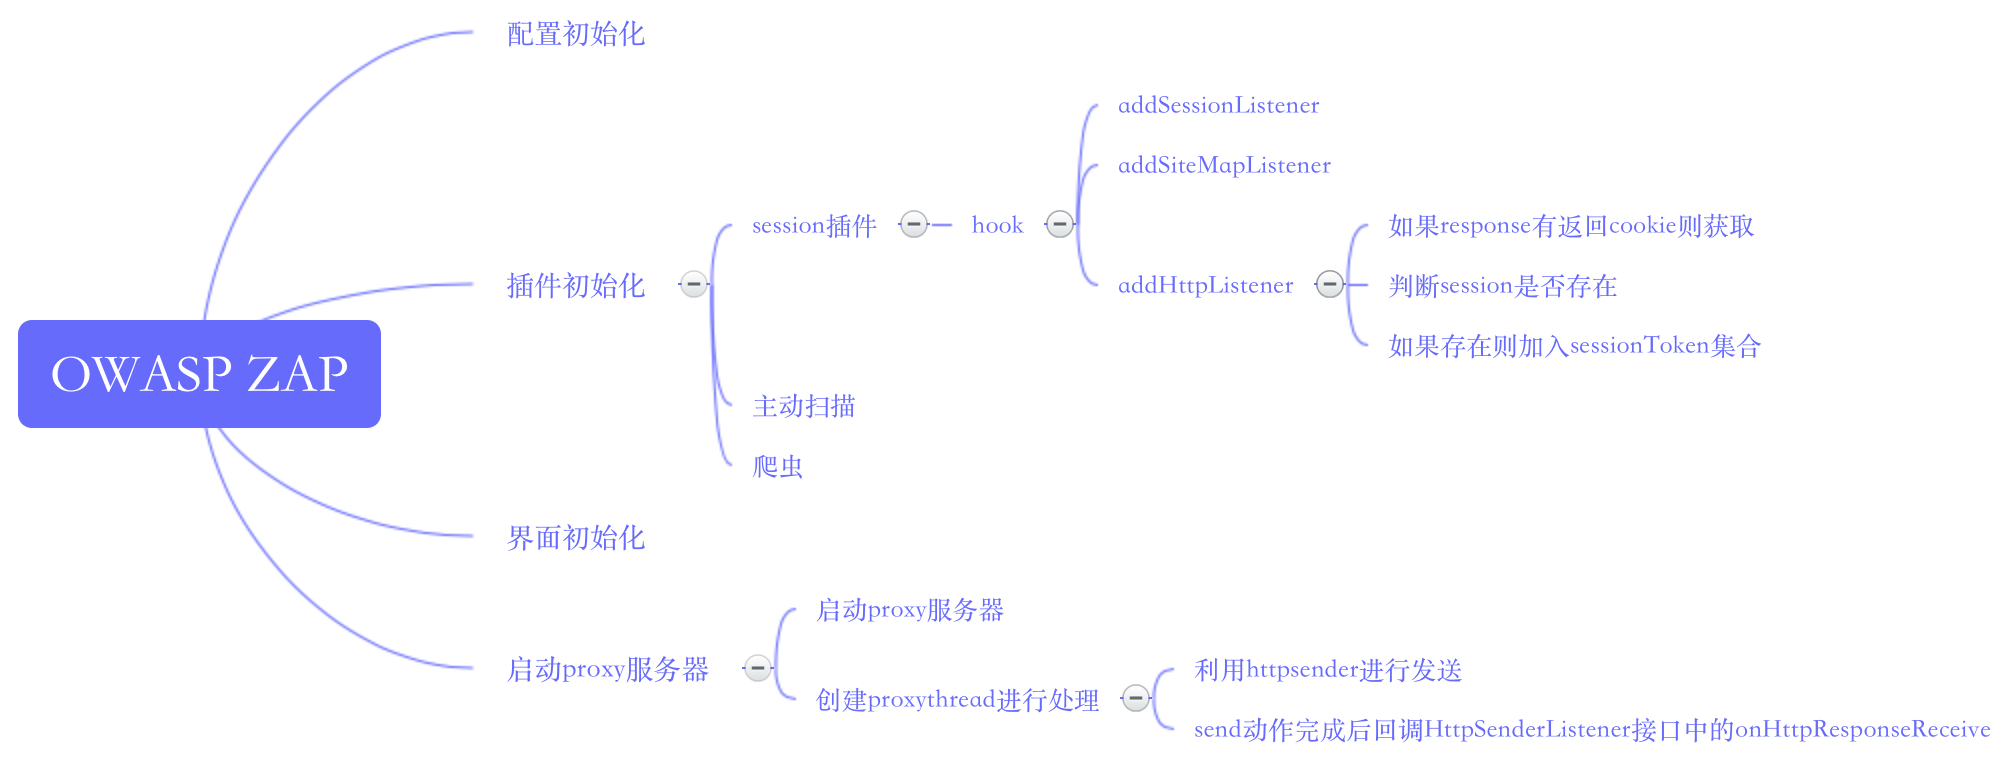 OWASP ZAP
配置初始化
插件初始化
session插件
hook
addSessionListener
addSiteMapListener
addHttpListener
如果response有返回cookie则获取
判断session是否存在
如果存在则加入sessionToken集合
主动扫描
爬虫
界面初始化
启动proxy服务器
启动proxy服务器
创建proxythread进行处理
利用httpsender进行发送
send动作完成后回调HttpSenderListener接口中的onHttpResponseReceive